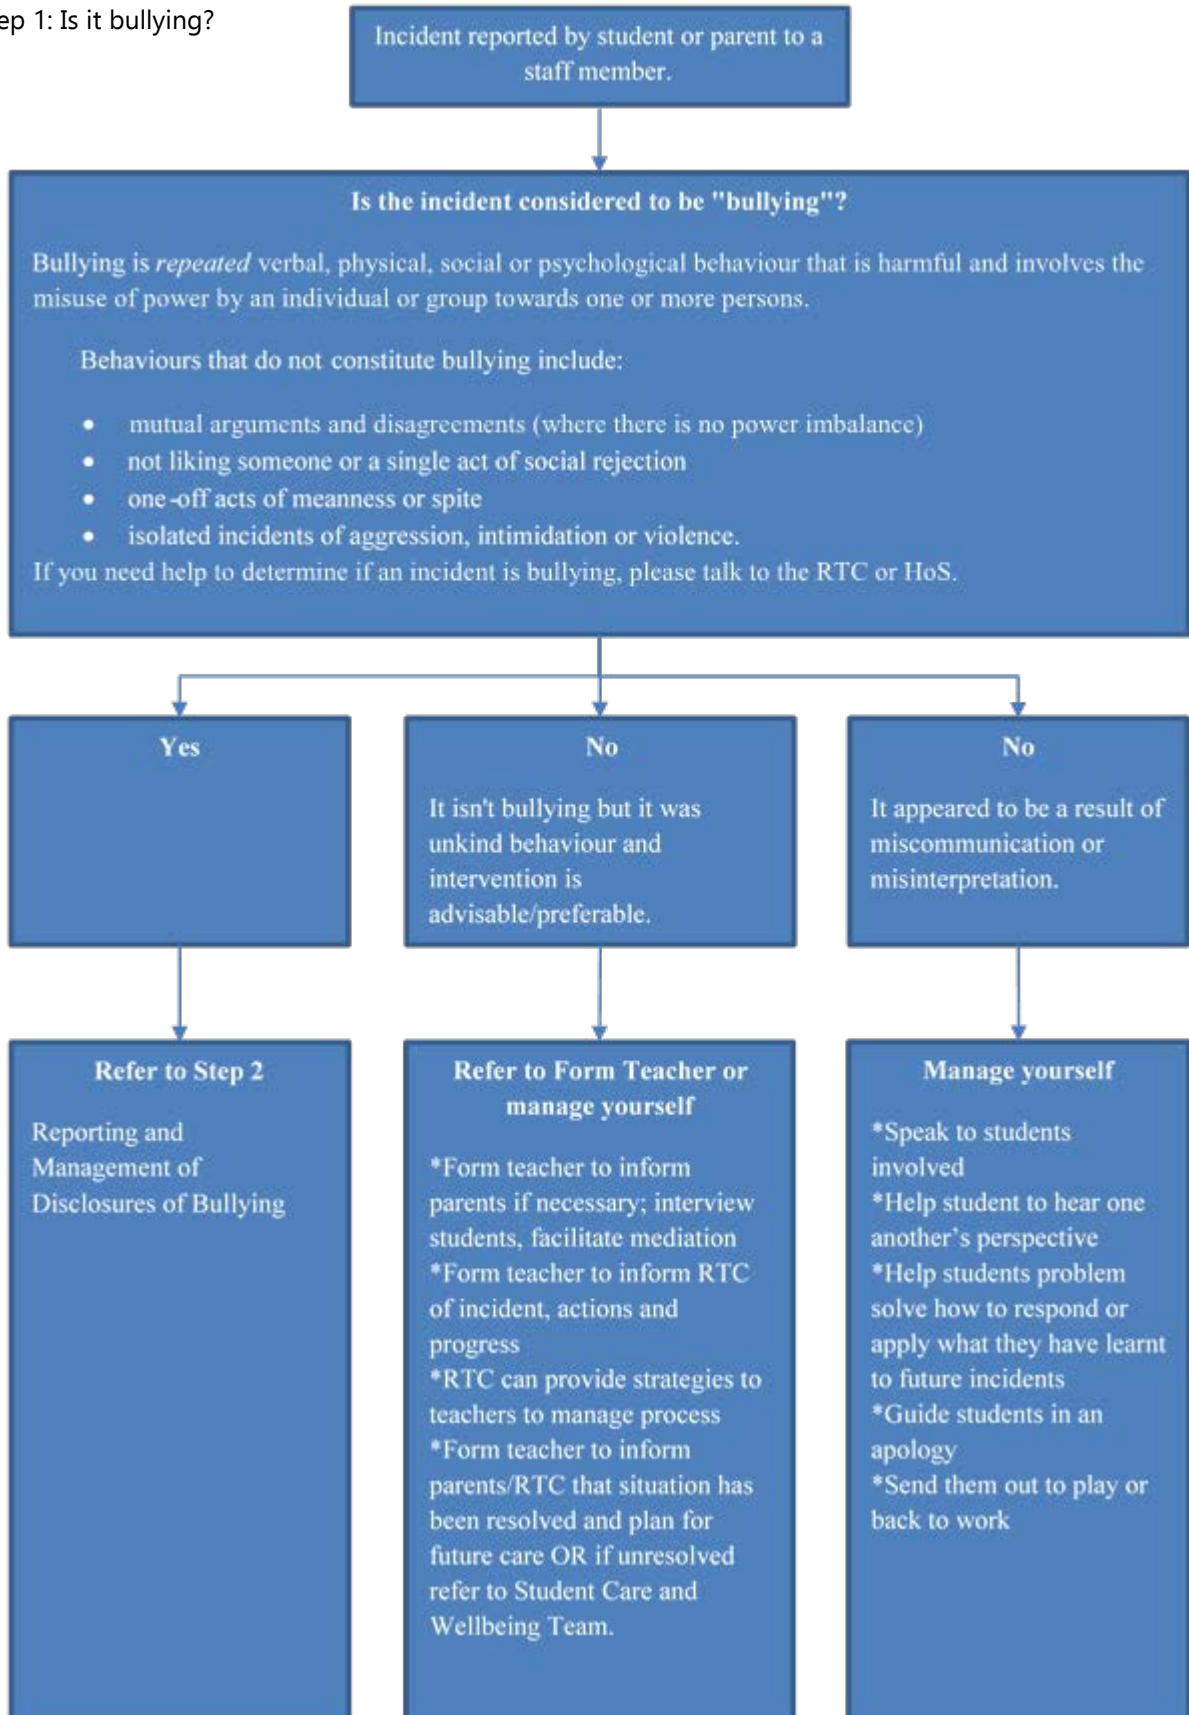 ep 1: Is it bullying?
Incident reported by student or parent to a
staff member.
Is the incident considered to be "bullying"?
Bullying is repeated verbal, physical, social or psychological behaviour that is harmful and involves the
misuse of power by an individual or group towards one or more persons.
Behaviours that do not constitute bullying include:
• mutual arguments and disagreements (where there is no power imbalance)
• not liking someone or a single act of social rejection
• one-off acts of meanness or spite
• isolated incidents of aggression, intimidation or violence.
If you need help to determine if an incident is bullying, please talk to the RTC or HoS.
Yes
No
It isn't bullying but it was
unkind behaviour and
intervention is
advisable/preferable.
No
It appeared to be a result of
miscommunication or
misinterpretation.
Refer to Step 2
Reporting and
Management of
Disclosures of Bullying
Refer to Form Teacher or
manage yourself
*Form teacher to inform
parents if necessary; interview
students, facilitate mediation
*Form teacher to inform RTC
of incident, actions and
progress
*RTC can provide strategies to
teachers to manage process
*Form teacher to inform
parents/RTC that situation has
been resolved and plan for
future care OR if unresolved
refer to Student Care and
Wellbeing Team.
Manage yourself
*Speak to students
involved
*Help student to hear one
another's perspective
*Help students problem
solve how to respond or
apply what they have learnt
to future incidents
*Guide students in an
apology
*Send them out to play or
back to work